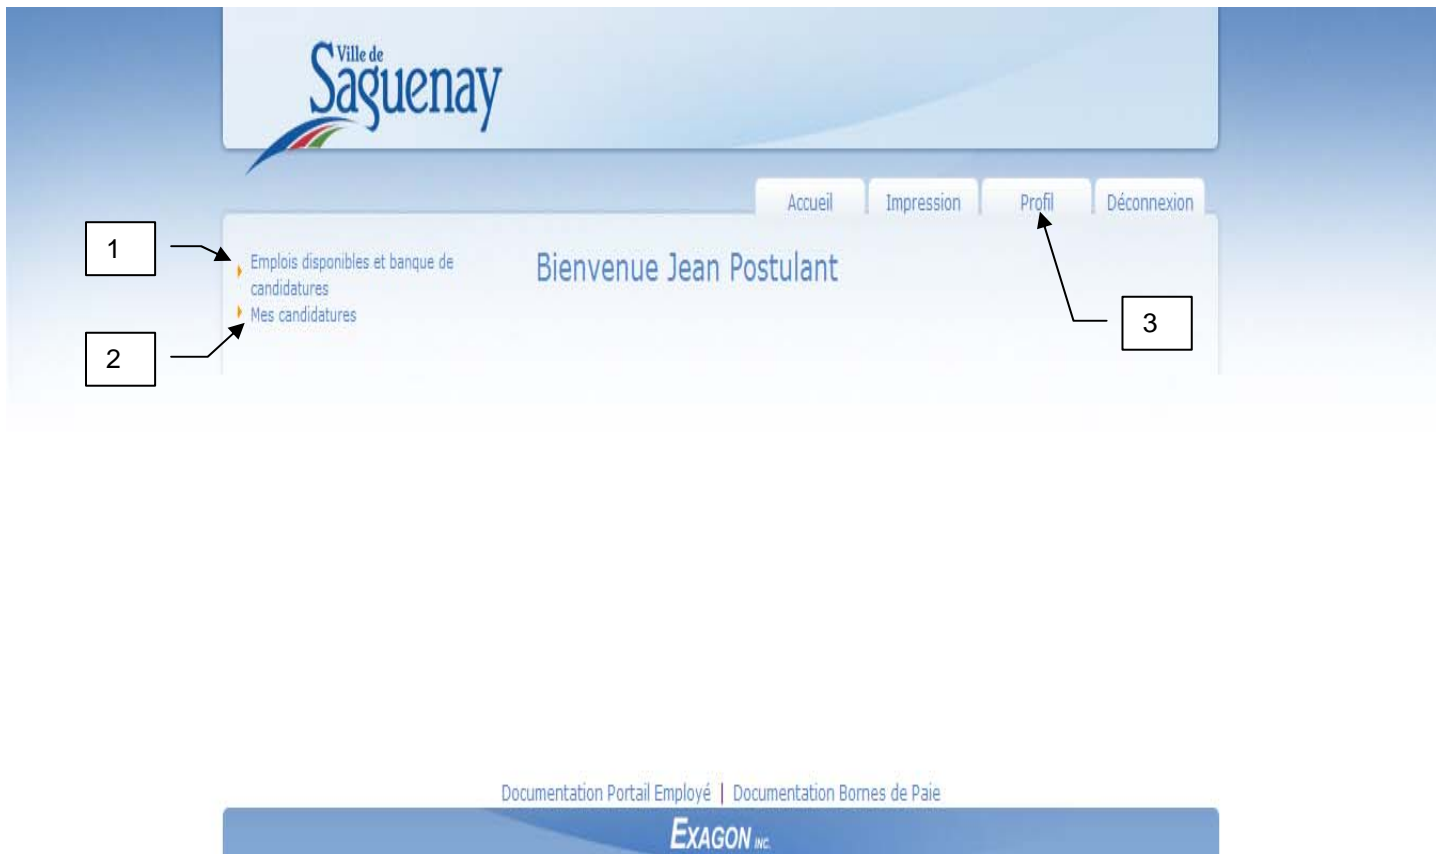 Ville de
Saguenay
Accueil Impression Profil Déconnexion
1
Emplois disponibles et banque de
candidatures
Bienvenue Jean Postulant
Mes candidatures
2
3
Documentation Portail Employé | Documentation Bornes de Paie
EXAGON INC.